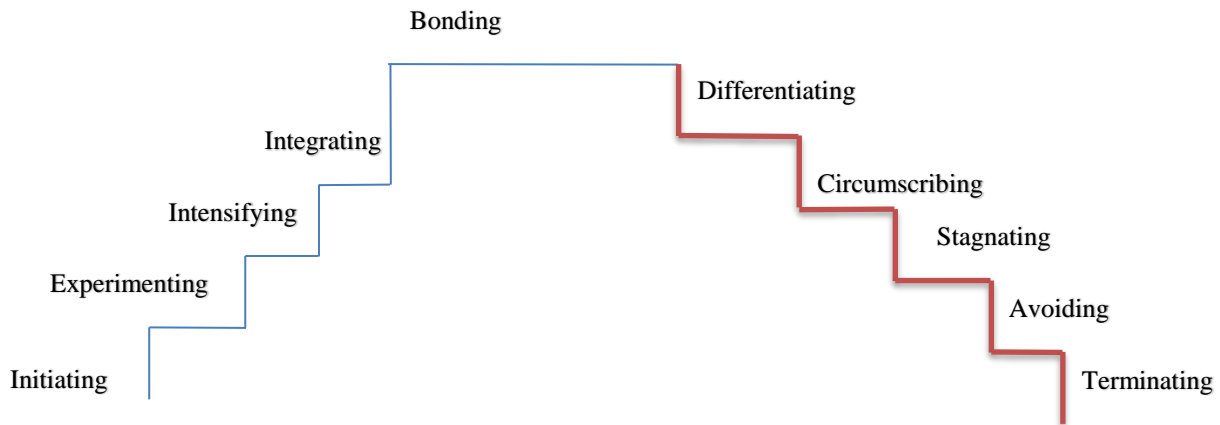 Bonding
Differentiating
Integrating
Circumscribing
Intensifying
Stagnating
Experimenting
Avoiding
Initiating
Terminating